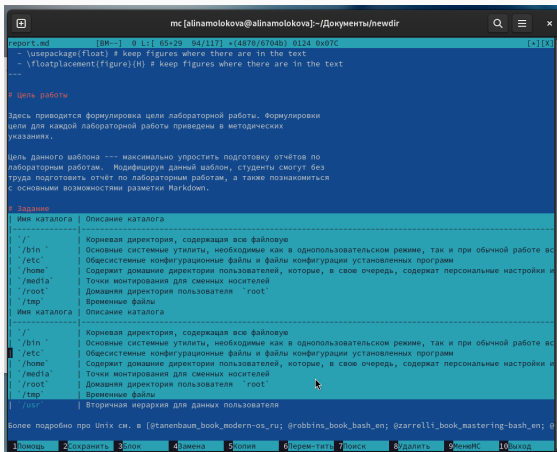 mc [alinamolokova@alinamolokova]:~/Документы/newdir
report.md [BM--] 0 L:[ 65+29 94/117] *(4870/6704b) 0124 0x07C [*][X]
- \usepackage{float} # keep figures where there are in the text
- \floatplacement{figure}{H} # keep figures where there are in the text
---
# Цель работы
Здесь приводится формулировка цели лабораторной работы. Формулировки
цели для каждой лабораторной работы приведены в методических
указаниях.
Цель данного шаблона --- максимально упростить подготовку отчётов по
лабораторным работам. Модифицируя данный шаблон, студенты смогут без
труда подготовить отчёт по лабораторным работам, а также познакомиться
с основными возможностями разметки Markdown.
# Задание
| Имя каталога | Описание каталога
|--------------|----------------------------------------------------------------
| `/` | Корневая директория, содержащая всю файловую
| `/bin ` | Основные системные утилиты, необходимые как в однопользовательском режиме, так и при обычной работе вс
| `/etc` | Общесистемные конфигурационные файлы и файлы конфигурации установленных программ
| `/home` | Содержит домашние директории пользователей, которые, в свою очередь, содержат персональные настройки и
| `/media` | Точки монтирования для сменных носителей
| `/root` | Домашняя директория пользователя `root`
| `/tmp` | Временные файлы
| Имя каталога | Описание каталога
|--------------|----------------------------------------------------------------
| `/` | Корневая директория, содержащая всю файловую
| `/bin ` | Основные системные утилиты, необходимые как в однопользовательском режиме, так и при обычной работе вс
| `/etc` | Общесистемные конфигурационные файлы и файлы конфигурации установленных программ
| `/home` | Содержит домашние директории пользователей, которые, в свою очередь, содержат персональные настройки и
| `/media` | Точки монтирования для сменных носителей
| `/root` | Домашняя директория пользователя `root`
| `/tmp` | Временные файлы
| `/usr` | Вторичная иерархия для данных пользователя
Более подробно про Unix см. в [@tanenbaum_book_modern-os_ru; @robbins_book_bash_en; @zarrelli_book_mastering-bash_en; @
1Помощь 2Сохранить 3Блок 4Замена 5Копия 6Перем-тить 7Поиск 8Удалить 9МенюМС 10Выход